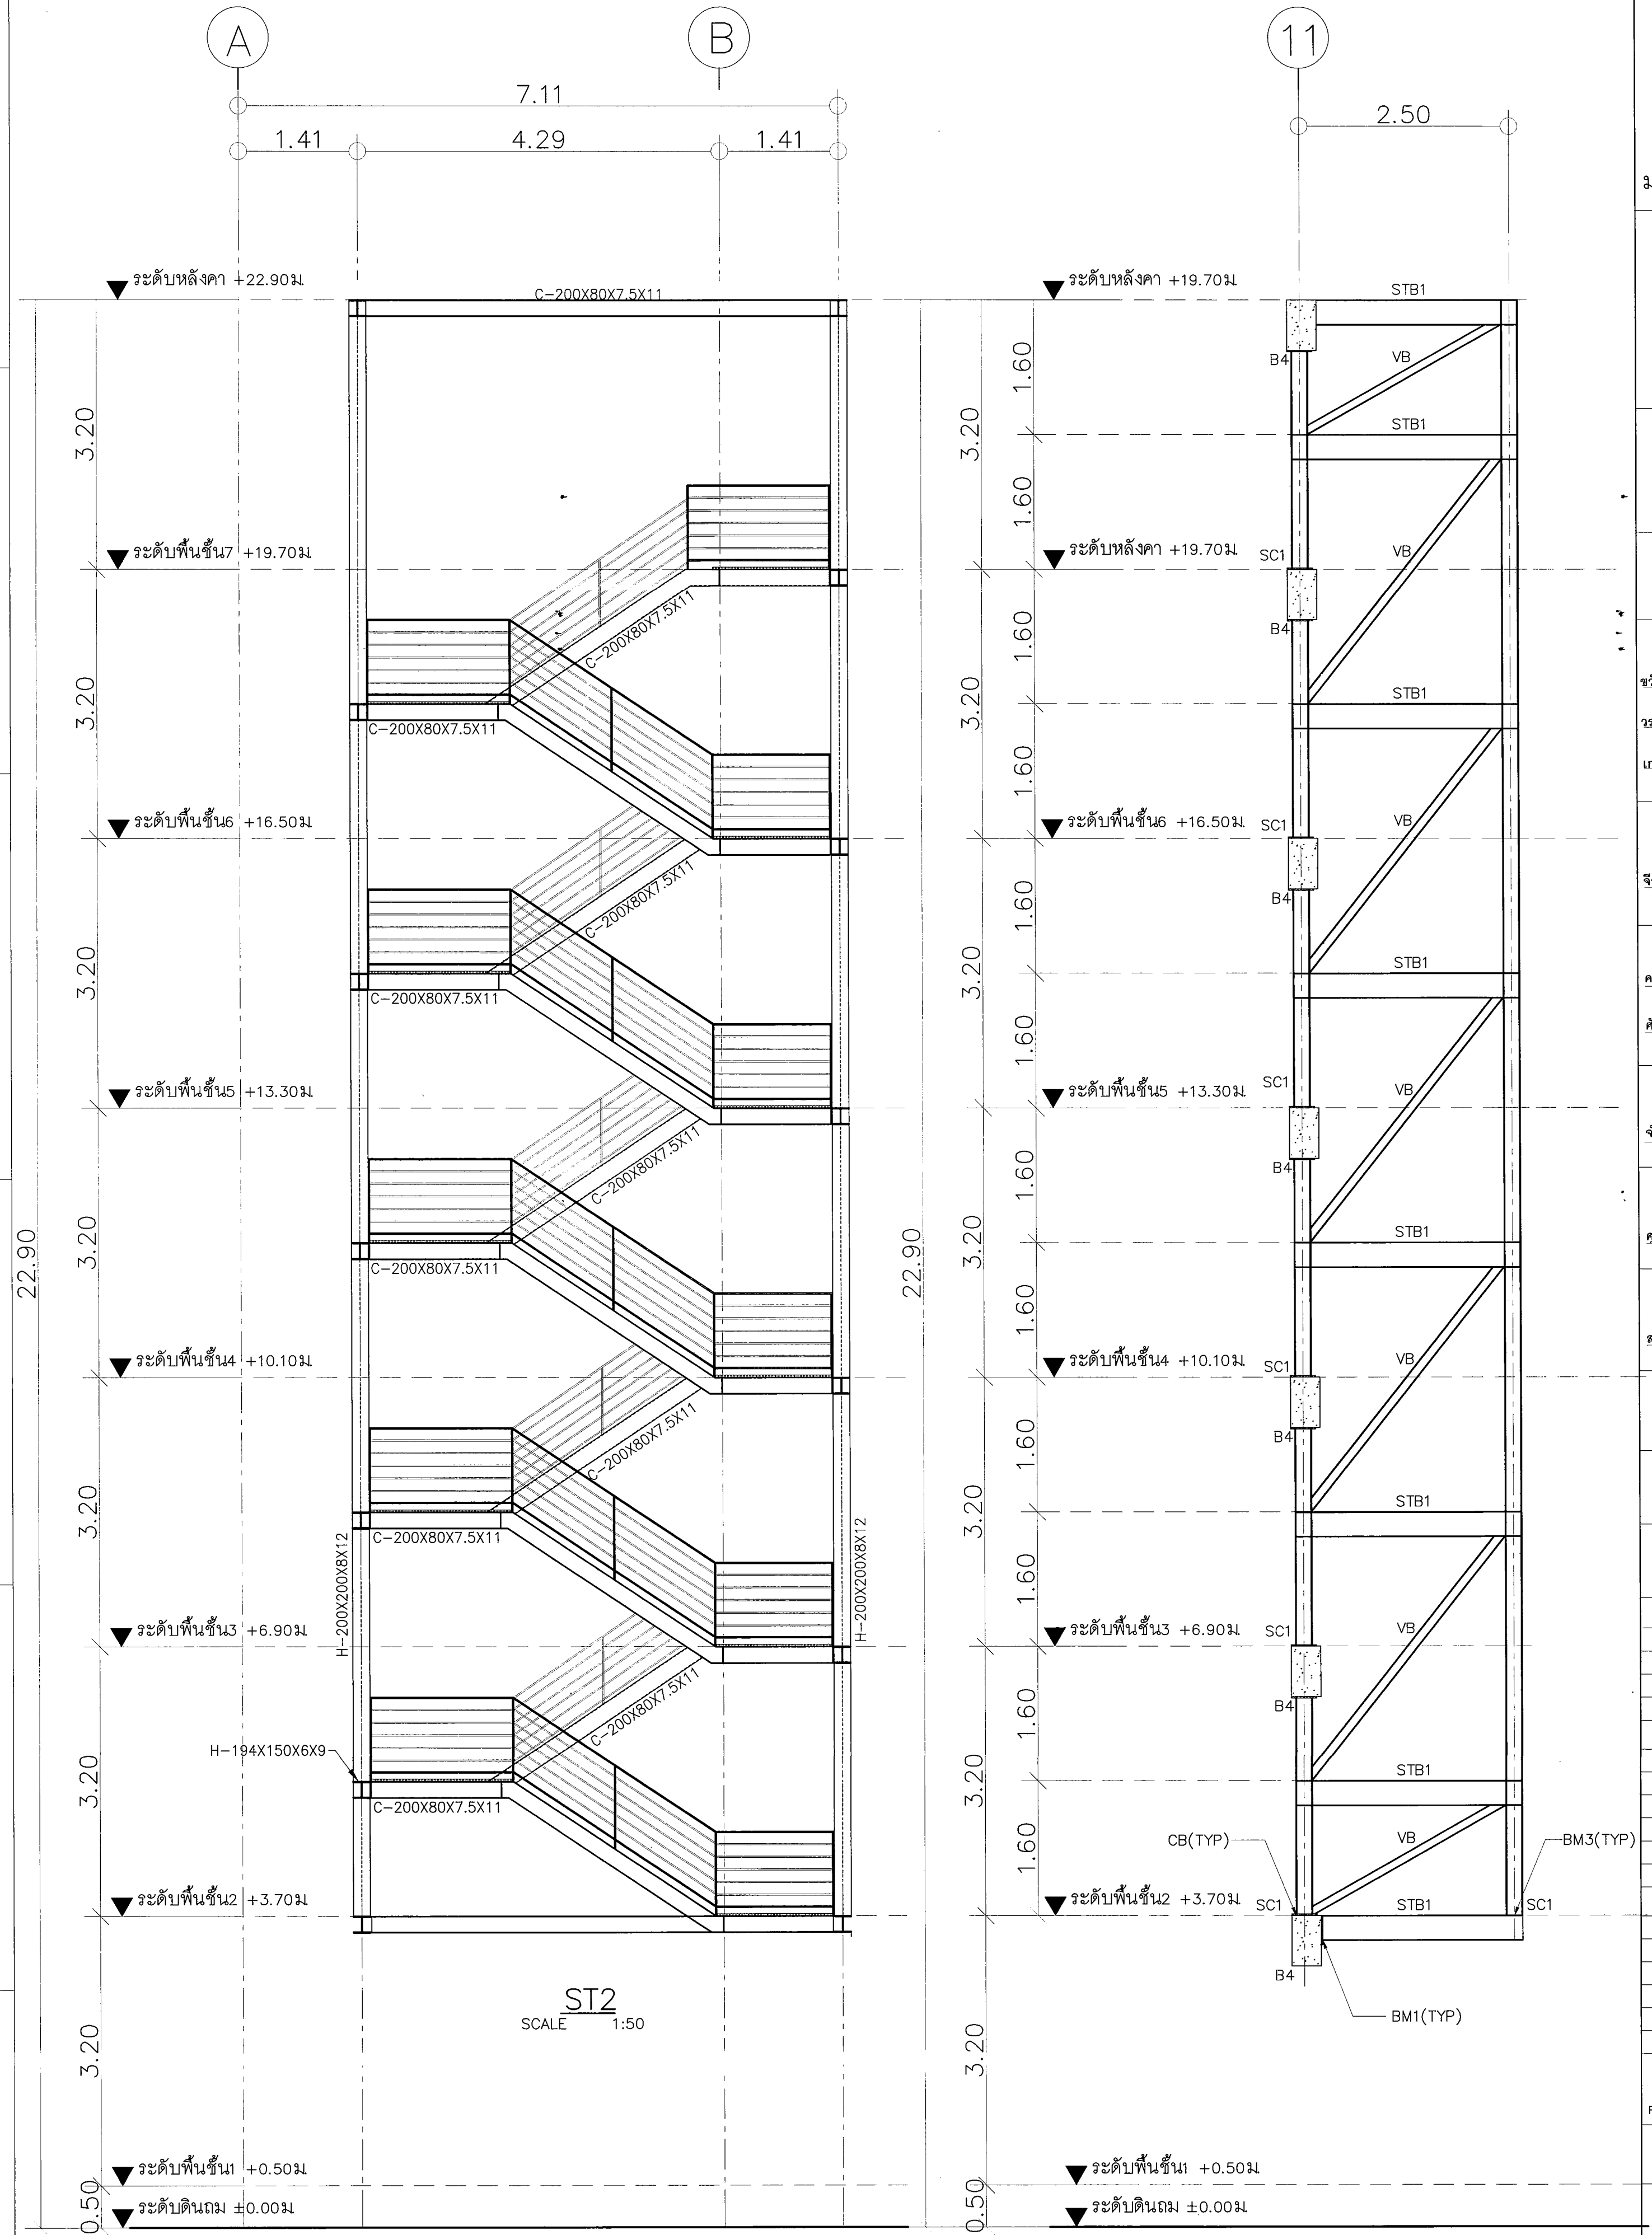 A
B
11
7.11
2.50
1.41
4.29
1.41
ระดับหลังคา +22.90ม.
C-200X80X7.5X11
ระดับหลังคา +19.70ม.
STB1
B4
VB
1.60
3.20
3.20
STB1
1.60
ระดับพื้นชั้น7 +19.70ม.
ระดับหลังคา +19.70ม.
SC1
VB
B4
1.60
C-200X80X7.5X11
3.20
3.20
STB1
C-200X80X7.5X11
1.60
ระดับพื้นชั้น6 +16.50ม.
ระดับพื้นชั้น6 +16.50ม.
SC1
VB
B4
1.60
C-200X80X7.5X11
3.20
3.20
STB1
C-200X80X7.5X11
1.60
ระดับพื้นชั้น5 +13.30ม.
ระดับพื้นชั้น5 +13.30ม.
SC1
VB
B4
1.60
C-200X80X7.5X11
22.90
3.20
22.90
3.20
STB1
C-200X80X7.5X11
1.60
ระดับพื้นชั้น4 +10.10ม.
ระดับพื้นชั้น4 +10.10ม.
SC1
VB
B4
1.60
C-200X80X7.5X11
3.20
3.20
STB1
C-200X80X7.5X11
H-200X200X8X12
H-200X200X8X12
1.60
ระดับพื้นชั้น3 +6.90ม.
ระดับพื้นชั้น3 +6.90ม.
SC1
VB
B4
1.60
C-200X80X7.5X11
H-194X150X6X9
3.20
3.20
STB1
C-200X80X7.5X11
1.60
CB(TYP)
VB
BM3(TYP)
ระดับพื้นชั้น2 +3.70ม.
ระดับพื้นชั้น2 +3.70ม.
SC1
STB1
SC1
B4
BM1(TYP)
ST2
SCALE 1:50
3.20
3.20
ระดับพื้นชั้น1 +0.50ม.
ระดับพื้นชั้น1 +0.50ม.
0.50
0.50
ระดับดินถม ±0.00ม.
ระดับดินถม ±0.00ม.